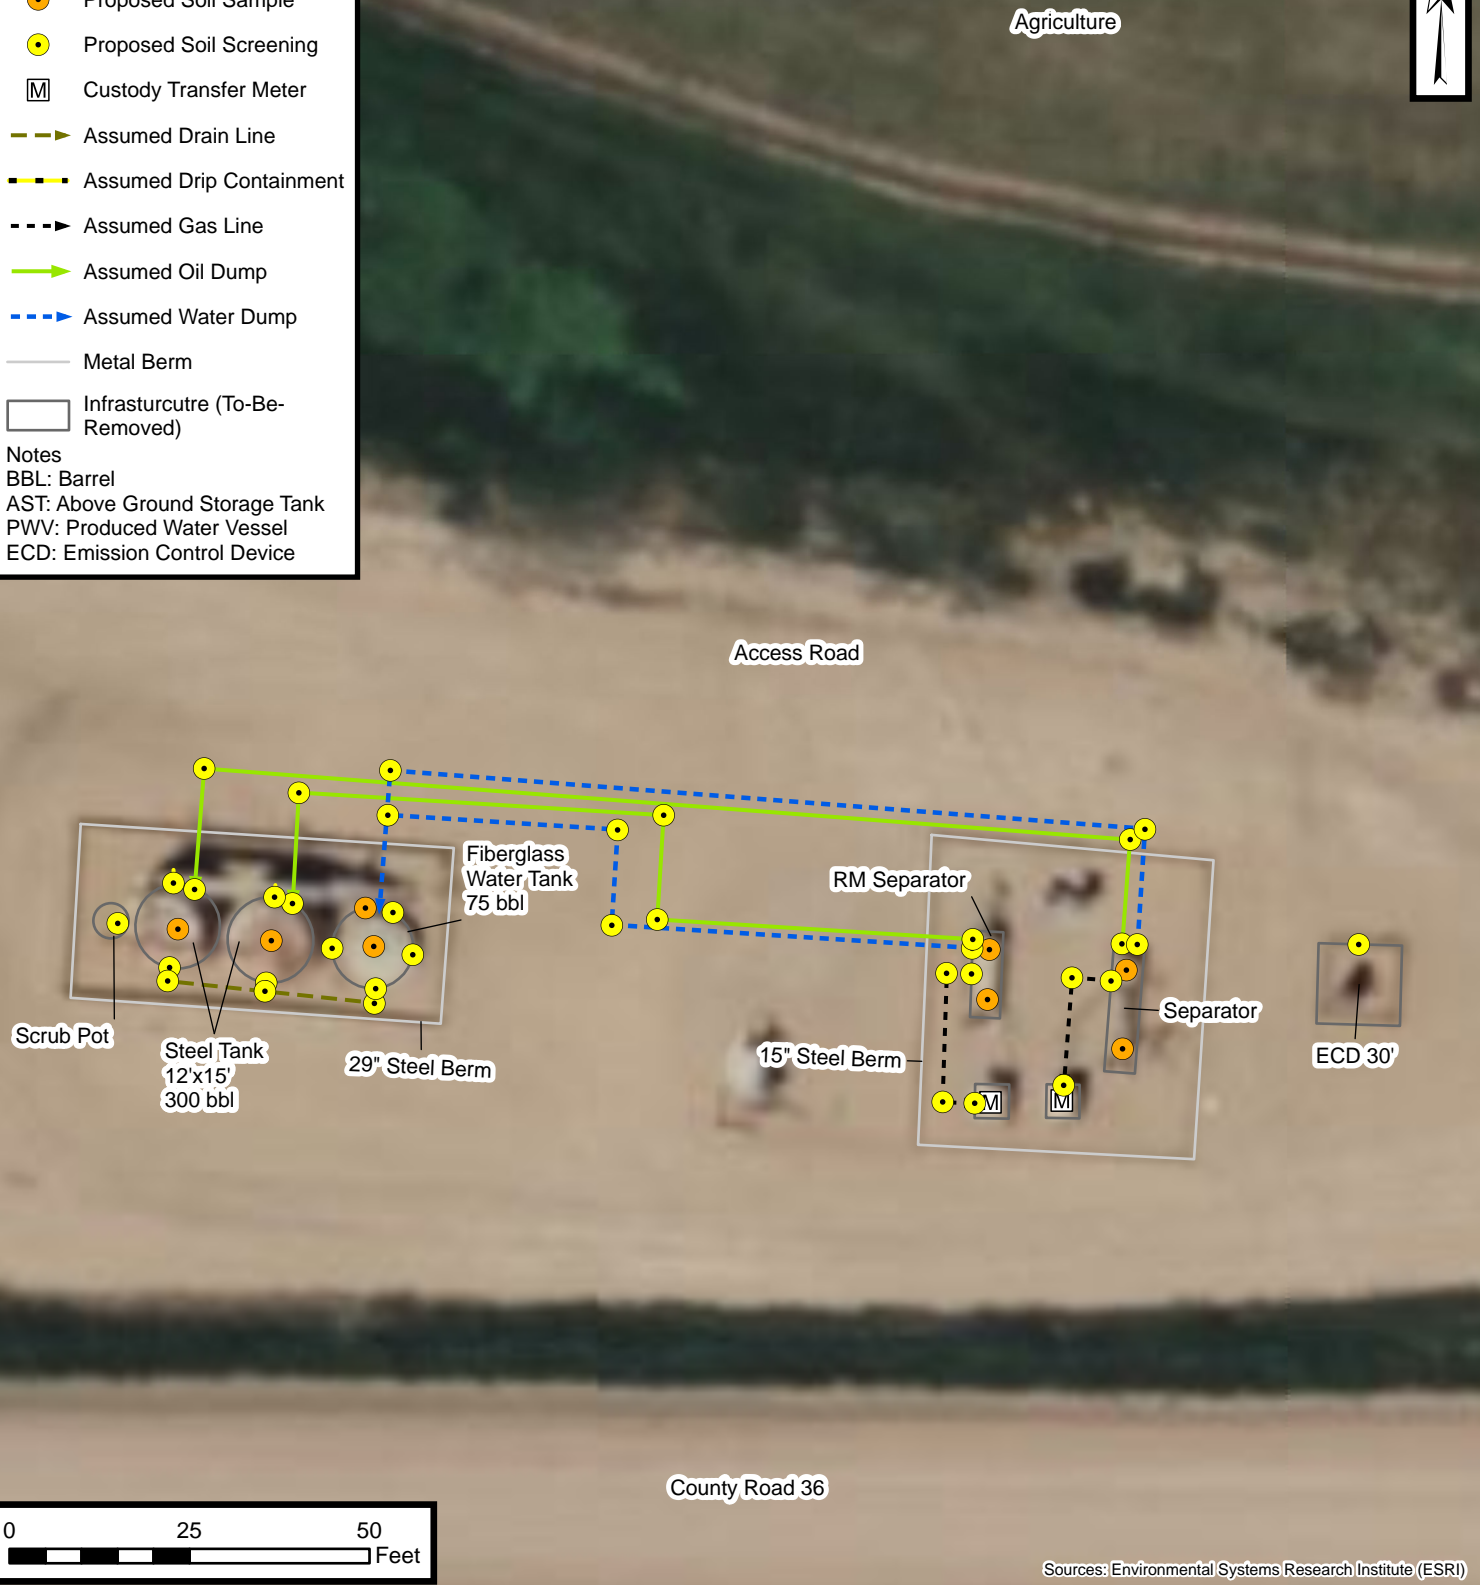 Proposed Soil Sample
Proposed Soil Screening
M Custody Transfer Meter
Assumed Drain Line
Assumed Drip Containment
Assumed Gas Line
Assumed Oil Dump
Assumed Water Dump
Metal Berm
Infrasturcutre (To-Be-
Removed)
Notes
BBL: Barrel
AST: Above Ground Storage Tank
PWV: Produced Water Vessel
ECD: Emission Control Device
Agriculture
Access Road
Fiberglass
Water Tank
75 bbl
RM Separator
Scrub Pot
Steel Tank
12'x15'
300 bbl
29" Steel Berm
15" Steel Berm
Separator
M
M
ECD 30'
County Road 36
0 25 50
Feet
Sources: Environmental Systems Research Institute (ESRI)